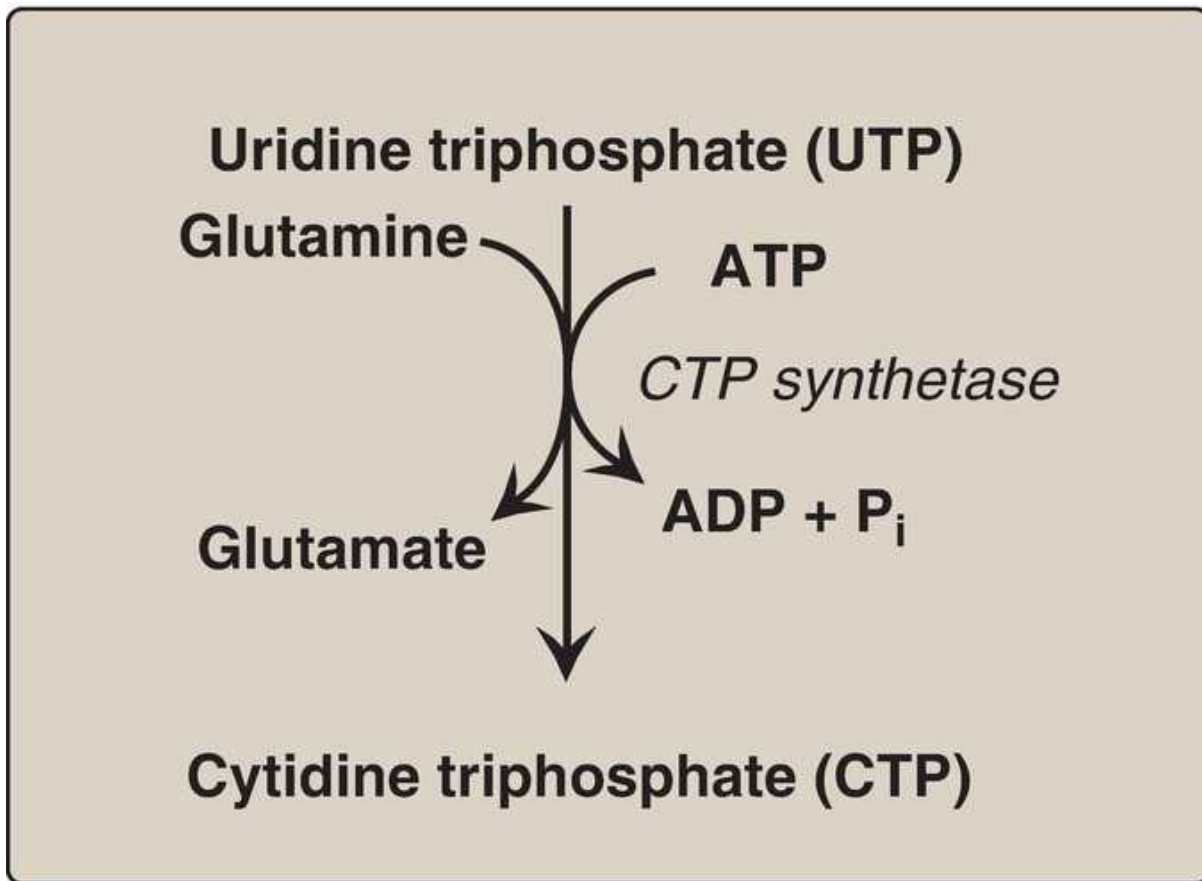 Uridine triphosphate (UTP)
Glutamine
ATP
CTP synthetase
ADP + Pi
Glutamate
Cytidine triphosphate (CTP)